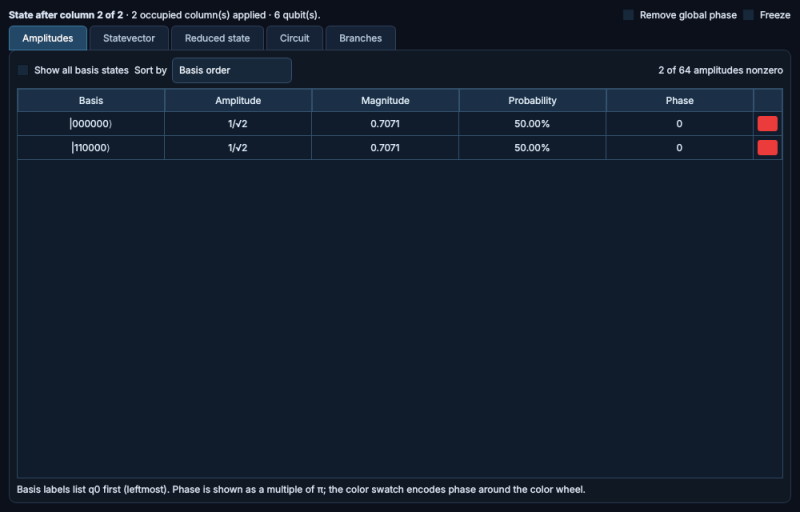 State after column 2 of 2 · 2 occupied column(s) applied · 6 qubit(s). Remove global phase Freeze
Amplitudes Statevector Reduced state Circuit Branches
Show all basis states Sort by Basis order 2 of 64 amplitudes nonzero
Basis Amplitude Magnitude Probability Phase
|000000⟩ 1/√2 0.7071 50.00% 0
|110000⟩ 1/√2 0.7071 50.00% 0
Basis labels list q0 first (leftmost). Phase is shown as a multiple of π; the color swatch encodes phase around the color wheel.